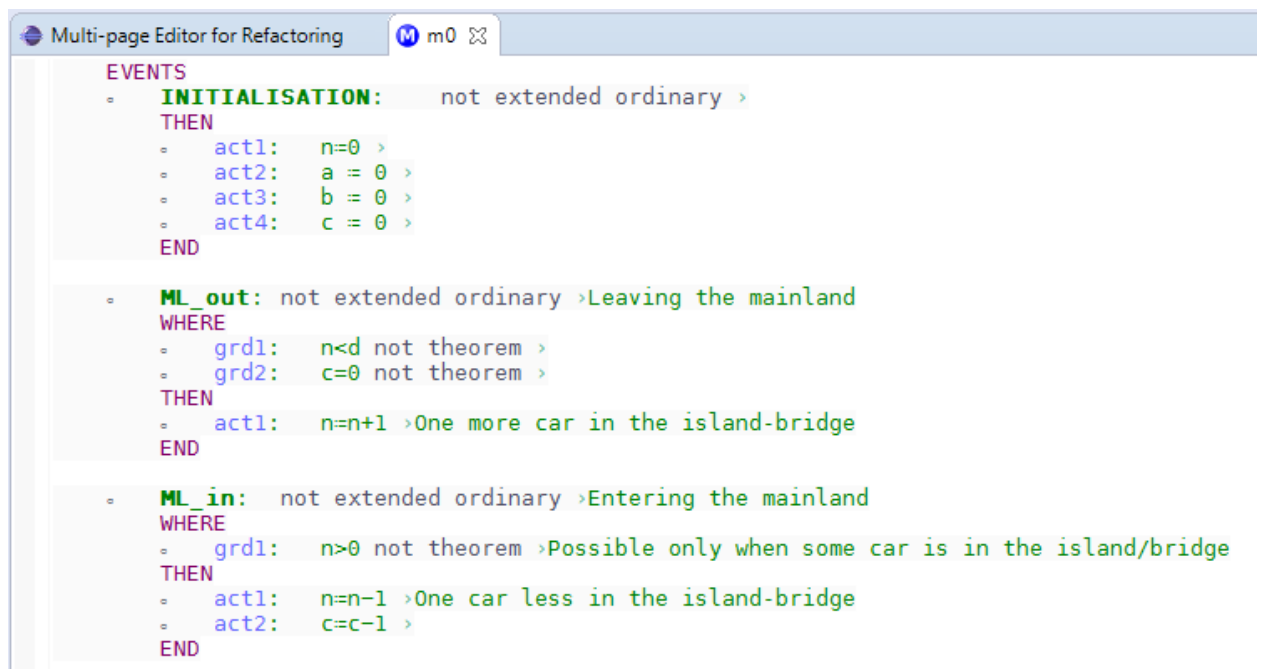 Multi-page Editor for Refactoring m0
EVENTS
INITIALISATION: not extended ordinary ›
THEN
act1: n≔0 ›
act2: a ≔ 0 ›
act3: b ≔ 0 ›
act4: c ≔ 0 ›
END
ML_out: not extended ordinary ›Leaving the mainland
WHERE
grd1: n<d not theorem ›
grd2: c=0 not theorem ›
THEN
act1: n≔n+1 ›One more car in the island-bridge
END
ML_in: not extended ordinary ›Entering the mainland
WHERE
grd1: n>0 not theorem ›Possible only when some car is in the island/bridge
THEN
act1: n≔n−1 ›One car less in the island-bridge
act2: c≔c−1 ›
END